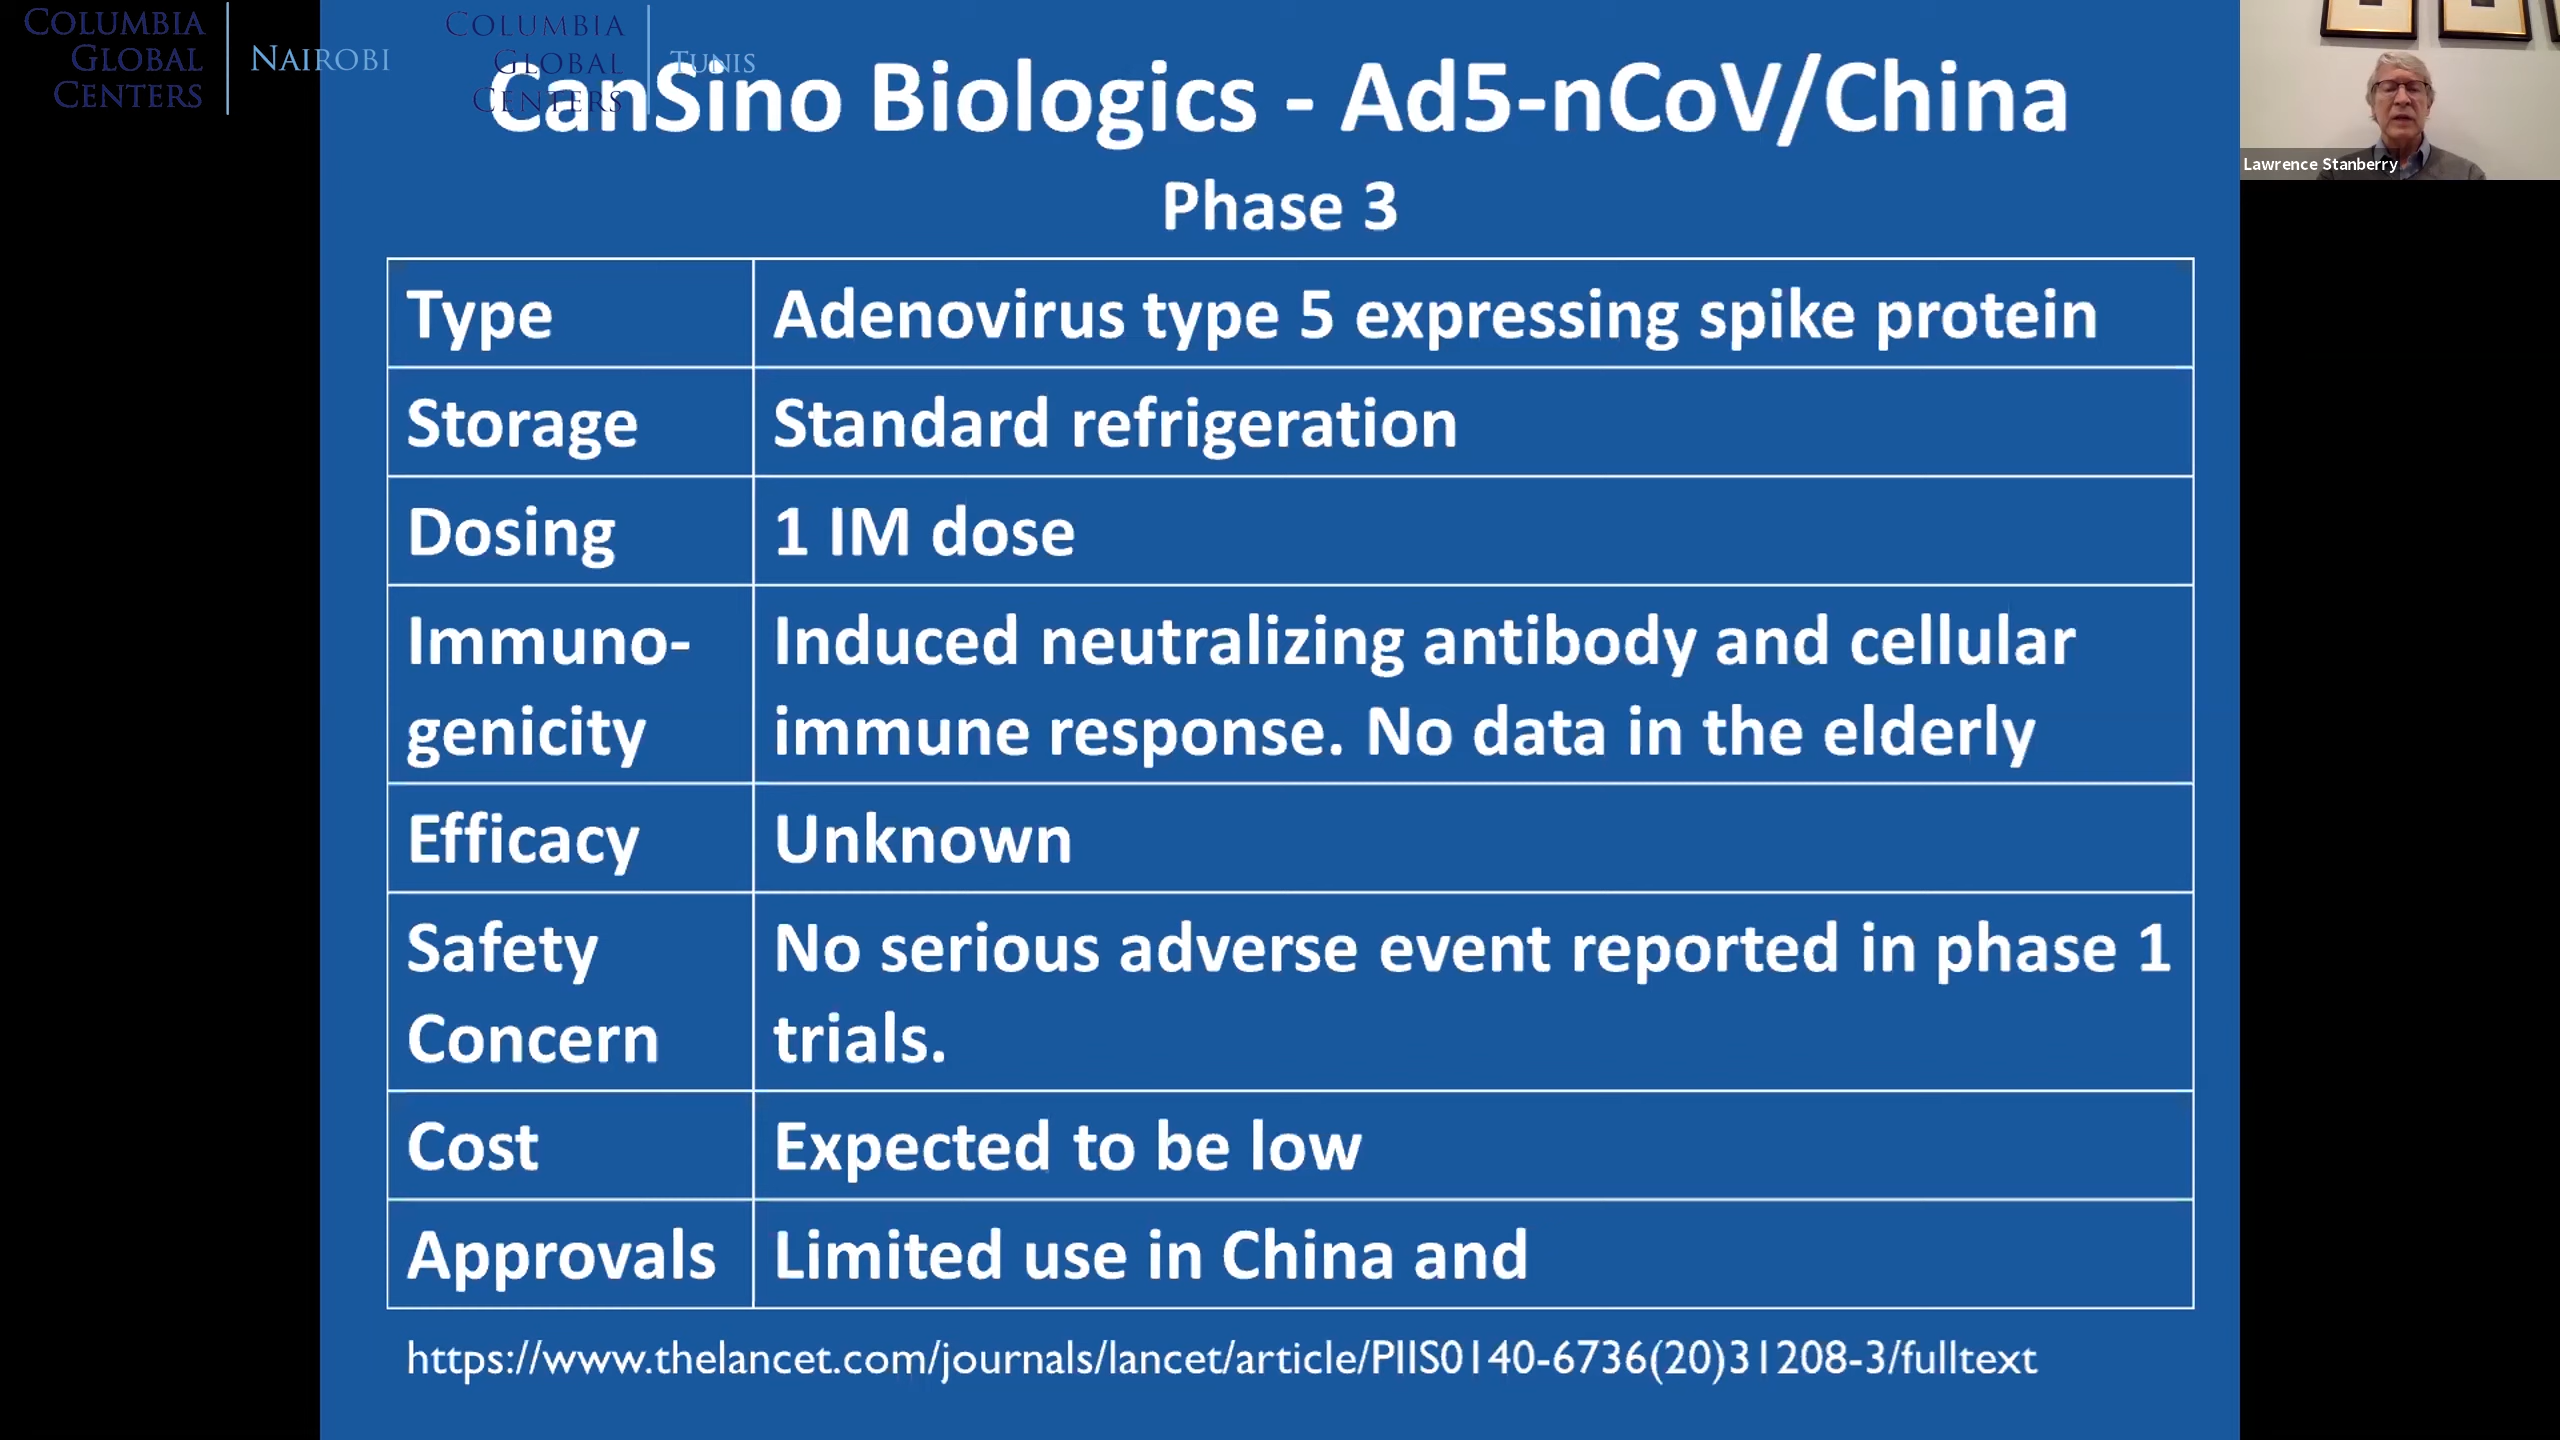 COLUMBIA
GLOBAL
CENTERS
NAIROBI
COLUMBIA
GLOBAL
CENTERS
TUNIS
CanSino Biologics - Ad5-nCoV/China
Phase 3
Lawrence Stanberry
Type Adenovirus type 5 expressing spike protein
Storage Standard refrigeration
Dosing 1 IM dose
Immuno- Induced neutralizing antibody and cellular
genicity immune response. No data in the elderly
Efficacy Unknown
Safety No serious adverse event reported in phase 1
Concern trials.
Cost Expected to be low
Approvals Limited use in China and
https://www.thelancet.com/journals/lancet/article/PIIS0140-6736(20)31208-3/fulltext